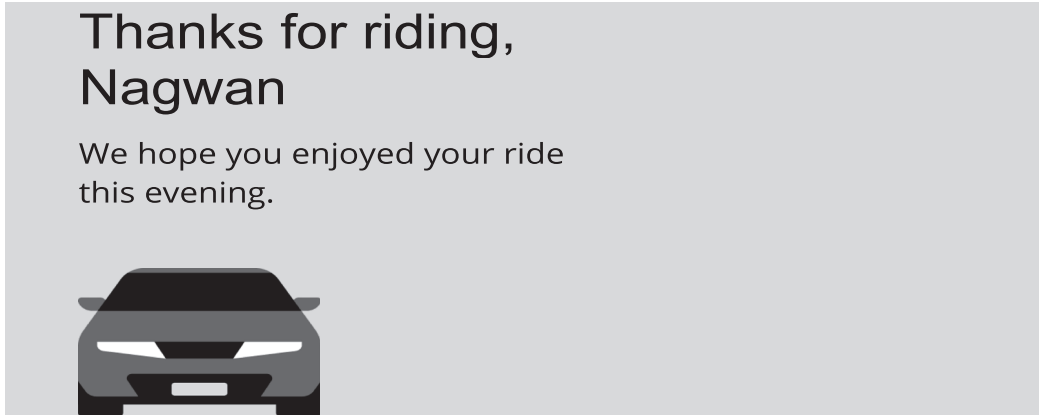 Thanks for riding,
Nagwan
We hope you enjoyed your ride
this evening.